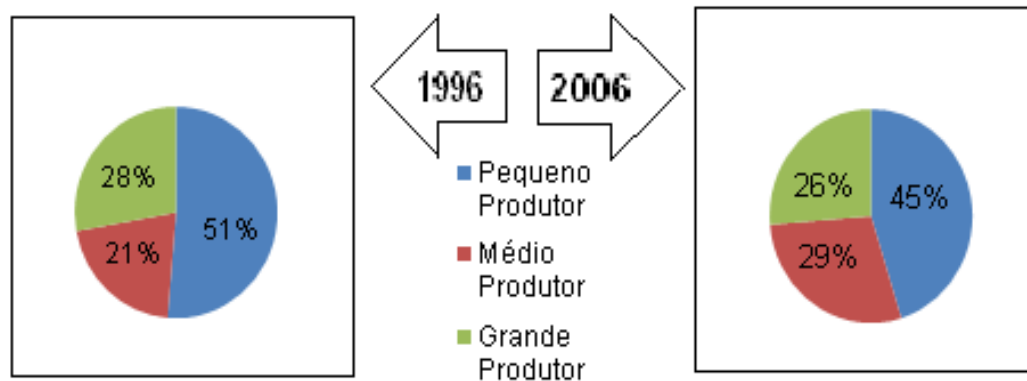 1996
2006
28%
51%
21%
Pequeno
Produtor
Médio
Produtor
Grande
Produtor
26%
45%
29%